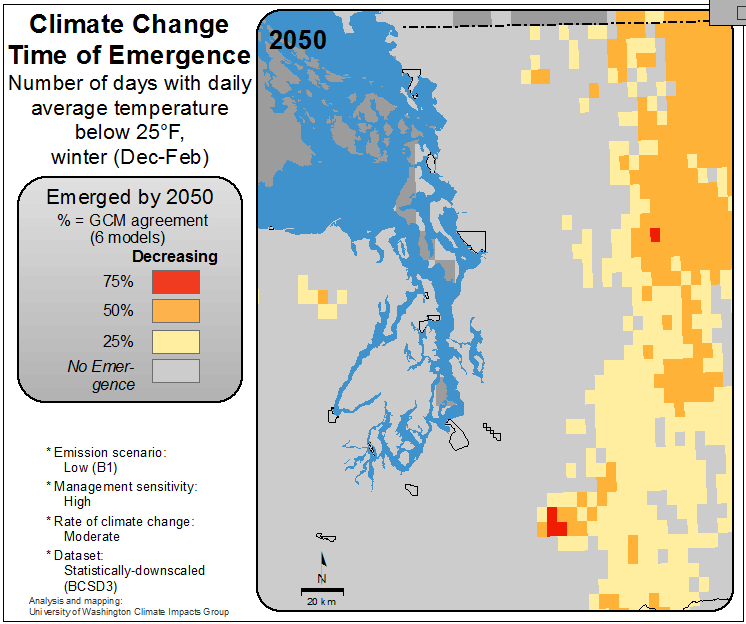 Climate Change
Time of Emergence
Number of days with daily
average temperature
below 25°F,
winter (Dec-Feb)
Emerged by 2050
% = GCM agreement
(6 models)
Decreasing
75%
50%
25%
No Emer-
gence
* Emission scenario:
Low (B1)
* Management sensitivity:
High
* Rate of climate change:
Moderate
* Dataset:
Statistically-downscaled
(BCSD3)
Analysis and mapping:
University of Washington Climate Impacts Group
2050
N
20 km